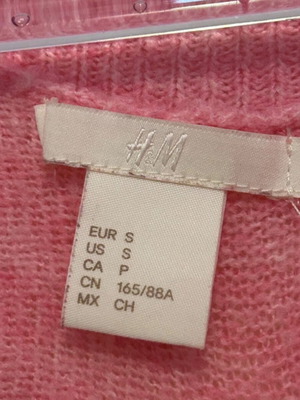 H&M
EUR S
US S
CA P
CN 165/88A
MX CH